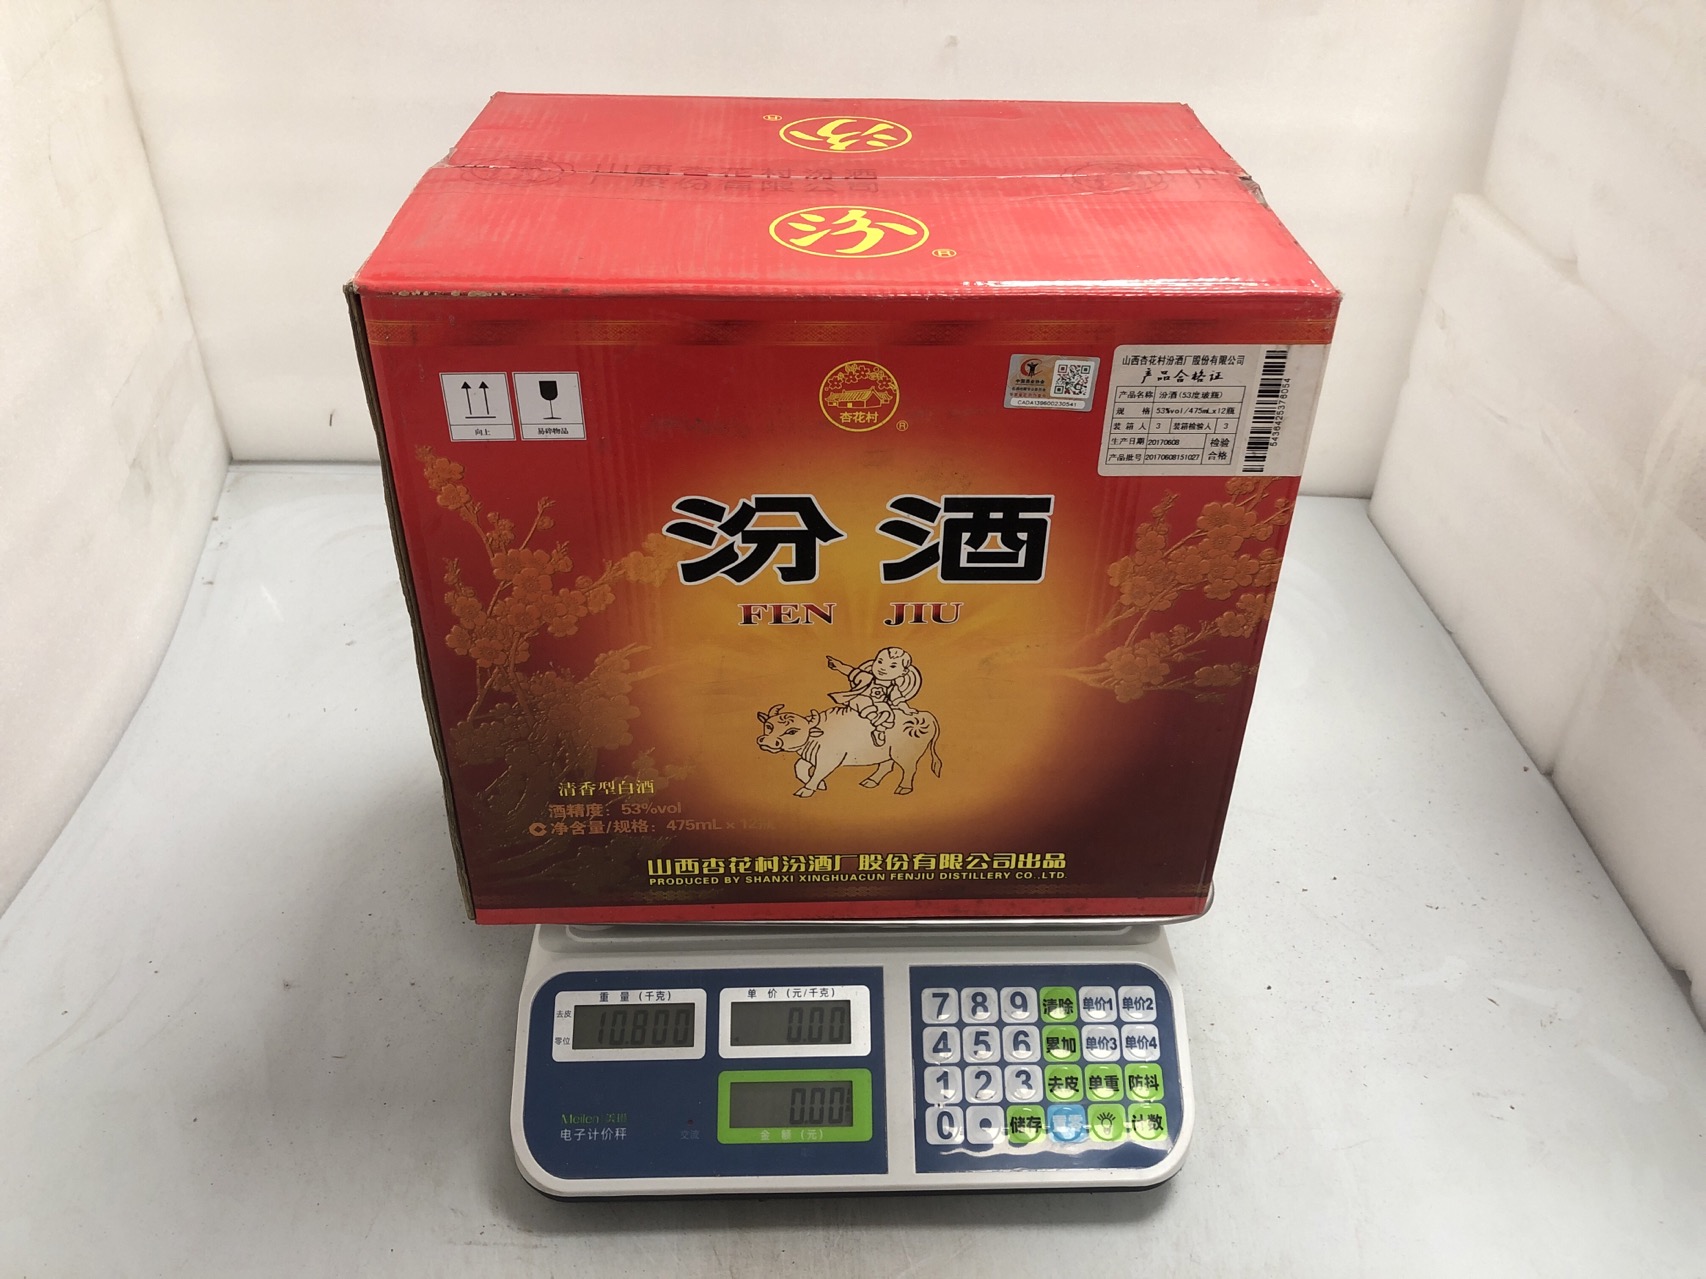 汾
®
山西杏花村汾酒
厂股份有限公司
汾
®
向上
易碎物品
杏花村
®
CADA139600230541
山西杏花村汾酒厂股份有限公司
产品合格证
产品名称 汾酒(53度玻瓶)
规 格 53%vol/475mLx12瓶
装箱人 3 装箱检验人 3
生产日期 20170608 检验
产品批号 20170608151027 合格
5436425376054
汾酒
FEN JIU
清香型白酒
酒精度：53%vol
净含量/规格：475mL×12瓶
山西杏花村汾酒厂股份有限公司出品
PRODUCED BY SHANXI XINGHUACUN FENJIU DISTILLERY CO.,LTD.
重量(千克)
去皮
零位
10.800
单价(元/千克)
0.00
0.00
金额(元)
电子计价秤
交流
7 8 9 清除 单价1 单价2
4 5 6 累加 单价3 单价4
1 2 3 去皮 单重 防抖
0 . 储存 计数